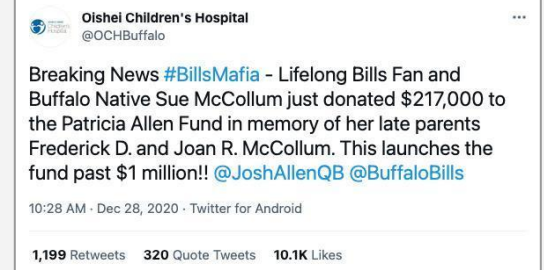 Oishei Children's Hospital
@OCHBuffalo
Breaking News #BillsMafia - Lifelong Bills Fan and
Buffalo Native Sue McCollum just donated $217,000 to
the Patricia Allen Fund in memory of her late parents
Frederick D. and Joan R. McCollum. This launches the
fund past $1 million!! @JoshAllenQB @BuffaloBills
10:28 AM · Dec 28, 2020 · Twitter for Android
1,199 Retweets 320 Quote Tweets 10.1K Likes